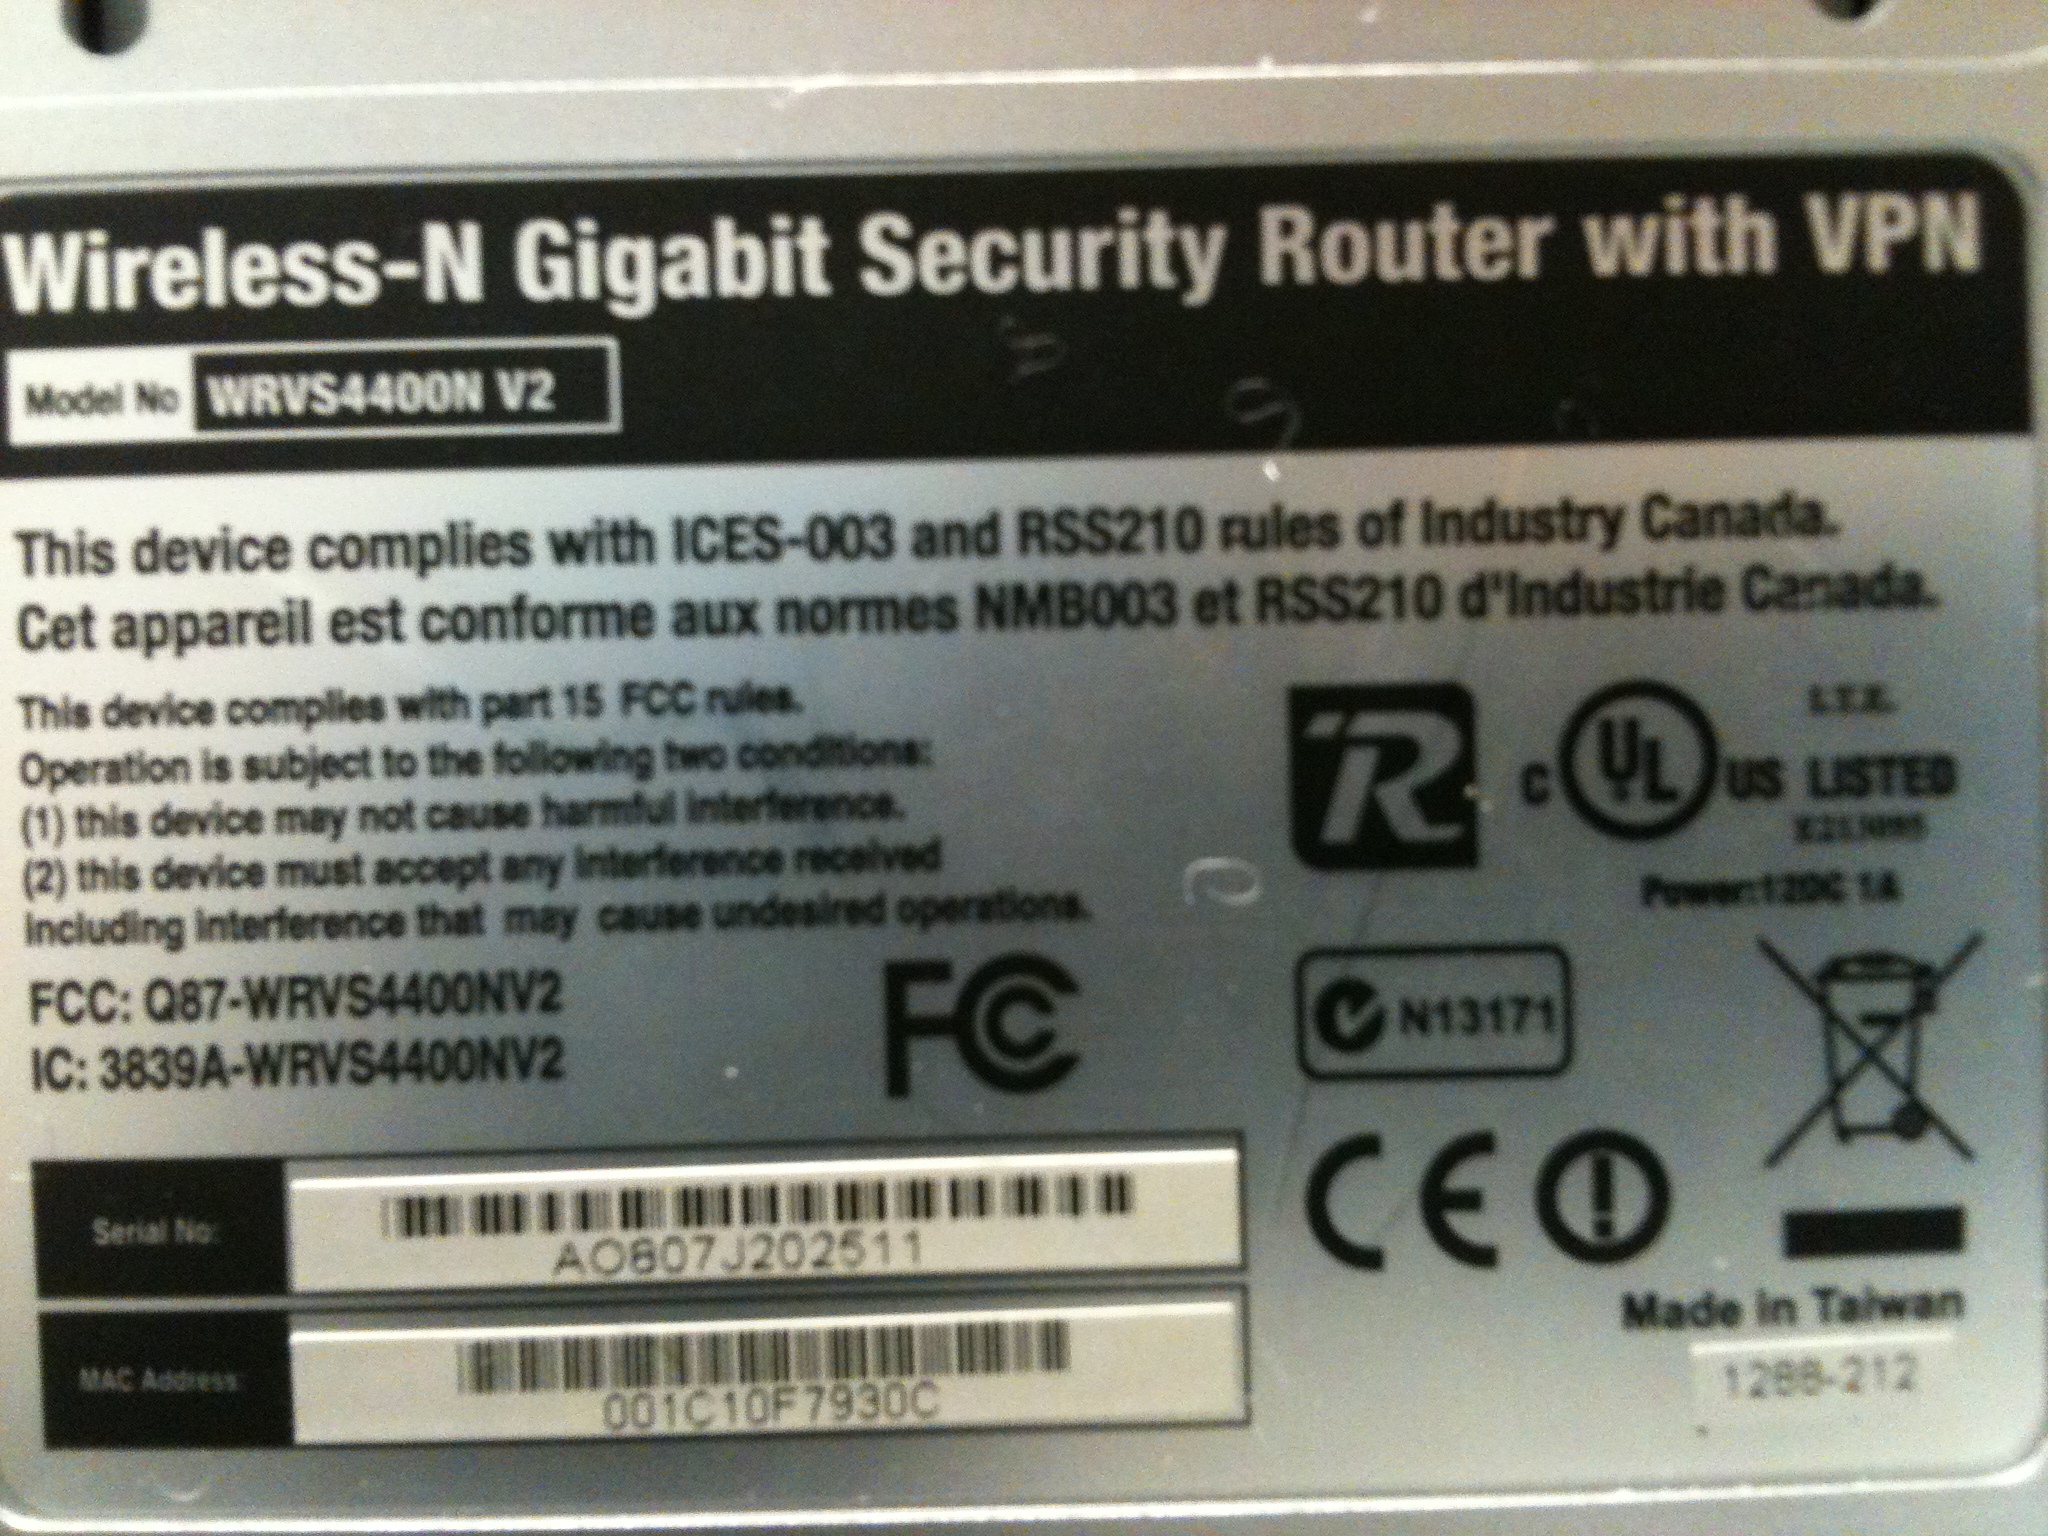 Wireless-N Gigabit Security Router with VPN
Model No WRVS4400N V2
This device complies with ICES-003 and RSS210 rules of Industry Canada.
Cet appareil est conforme aux normes NMB003 et RSS210 d'Industrie Canada.
This device complies with part 15 FCC rules.
Operation is subject to the following two conditions:
(1) this device may not cause harmful interference.
(2) this device must accept any interference received
including interference that may cause undesired operations.
FCC: Q87-WRVS4400NV2
IC: 3839A-WRVS4400NV2
FC
R
C UL US LISTED
I.T.E.
Power:12DC 1A
N13171
CE
Made in Taiwan
1288-212
Serial No:
AO807J202511
MAC Address:
001C10F7930C